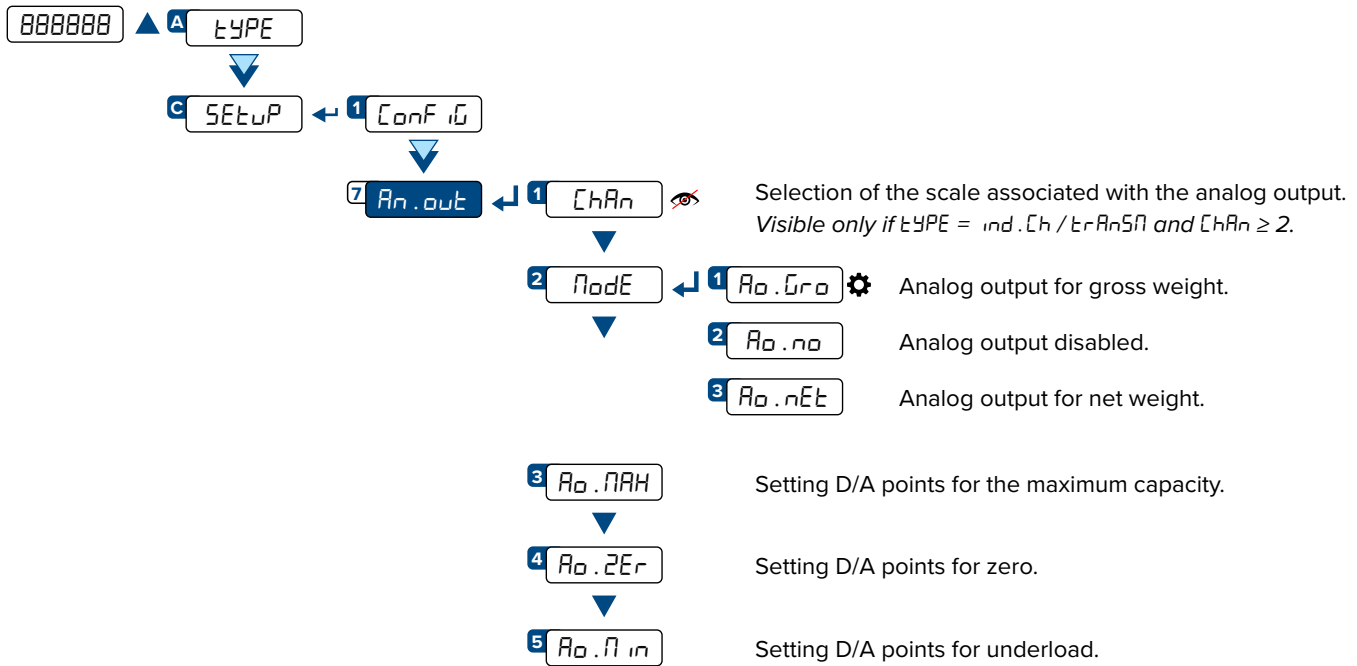 888888 A tYPE
C SEtuP 1 ConFiG
7 An.out 1 ChAn Selection of the scale associated with the analog output.
Visible only if tYPE = ind.Ch / trAnSM and ChAn ≥ 2.
2 ModE 1 Ao.Gro Analog output for gross weight.
2 Ao.no Analog output disabled.
3 Ao.nEt Analog output for net weight.
3 Ao.MAH Setting D/A points for the maximum capacity.
4 Ao.2Er Setting D/A points for zero.
5 Ao.Min Setting D/A points for underload.